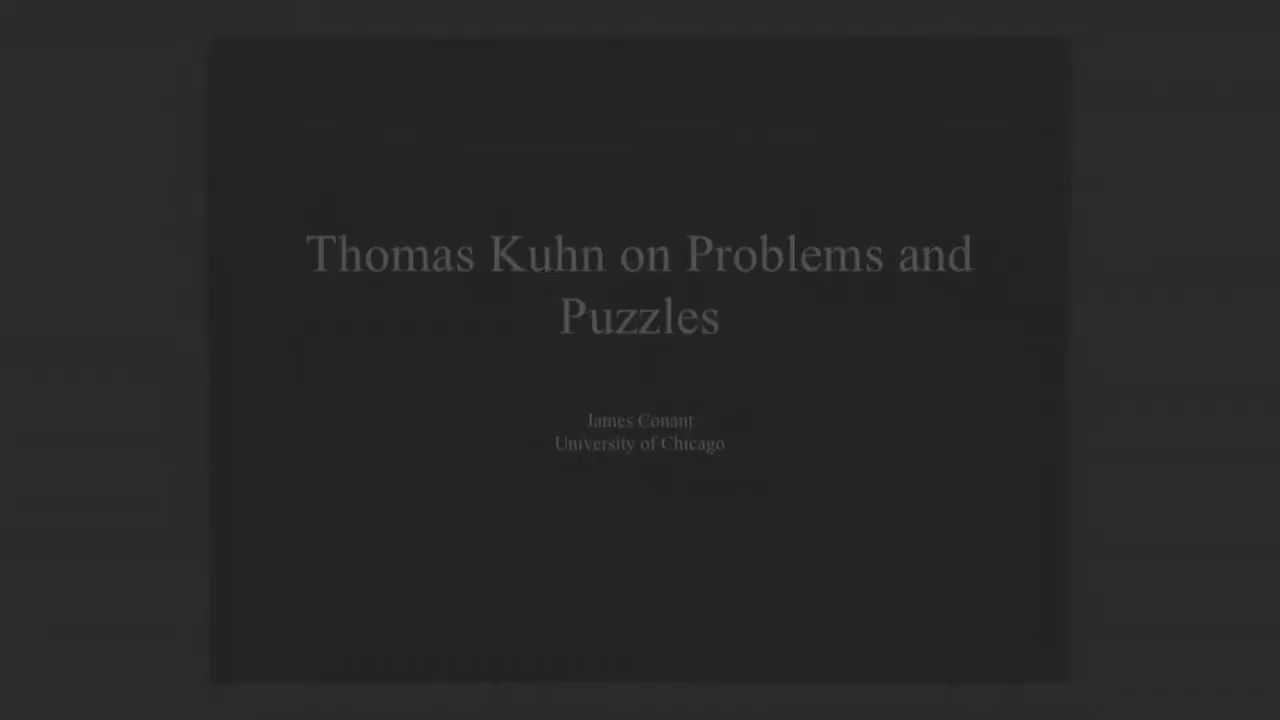 Thomas Kuhn on Problems and
Puzzles
James Conant
University of Chicago